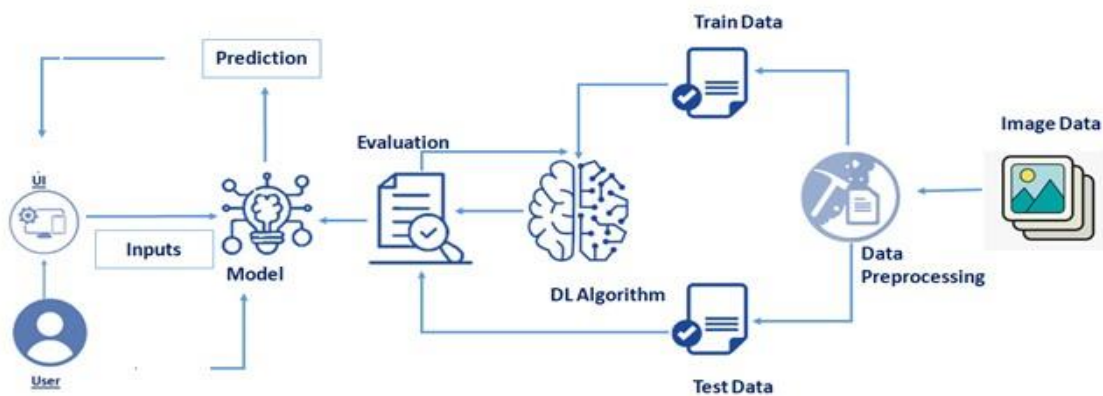 Train Data
Prediction
Image Data
Evaluation
UI
Inputs
Model
DL Algorithm
Data
Preprocessing
User
Test Data